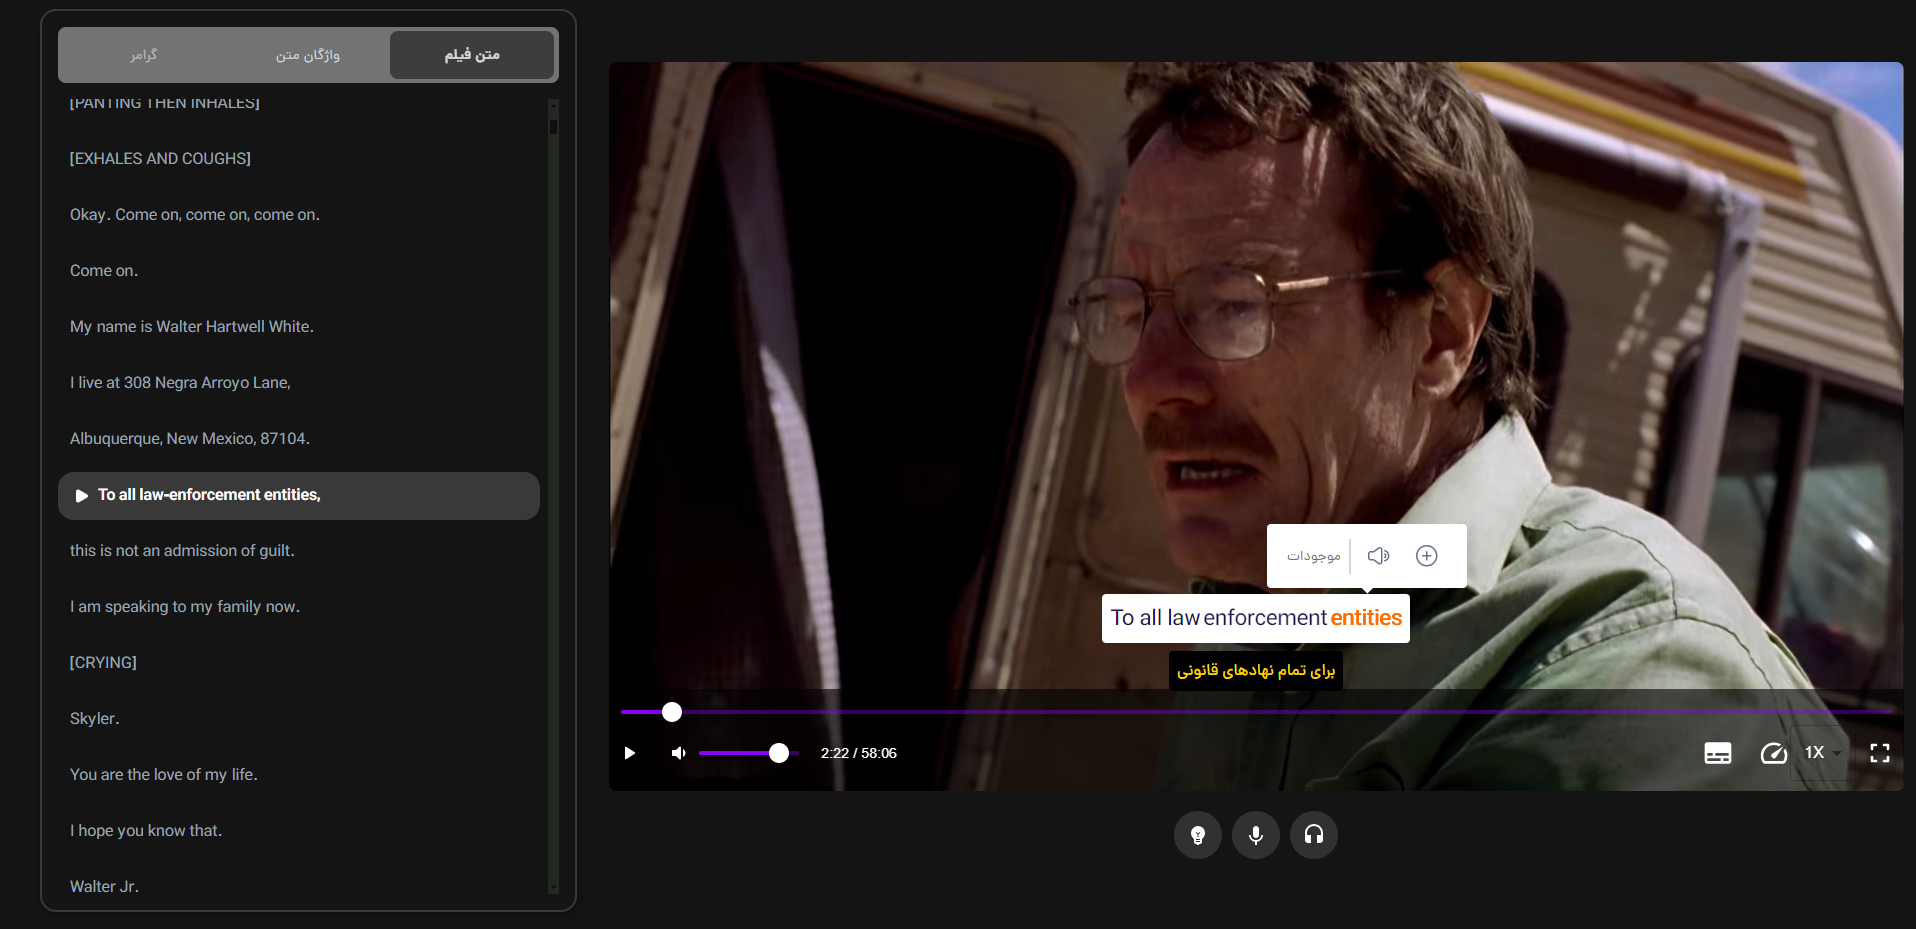 متن فیلم
واژگان متن
گرامر
[PANTING THEN INHALES]
[EXHALES AND COUGHS]
Okay. Come on, come on, come on.
Come on.
My name is Walter Hartwell White.
I live at 308 Negra Arroyo Lane,
Albuquerque, New Mexico, 87104.
To all law-enforcement entities,
this is not an admission of guilt.
I am speaking to my family now.
[CRYING]
Skyler.
You are the love of my life.
I hope you know that.
Walter Jr.
موجودات
To all law enforcement entities
برای تمام نهادهای قانونی
2:22 / 58:06
1X